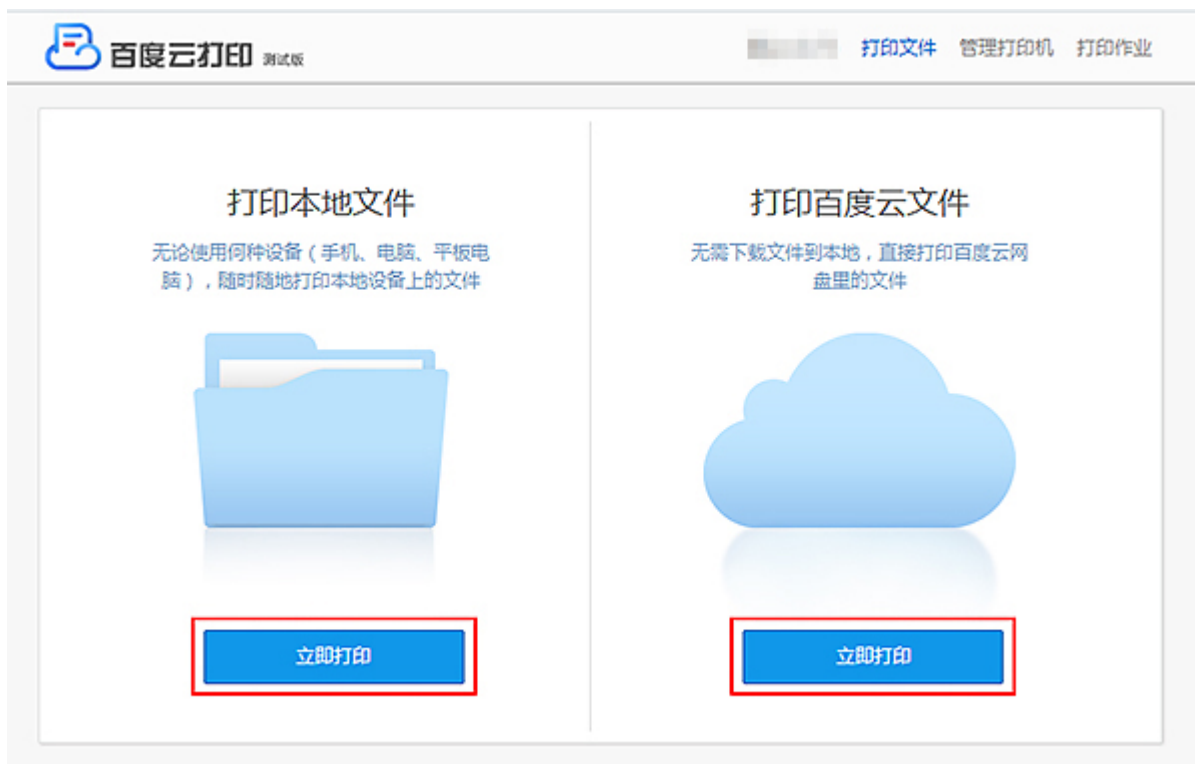 百度云打印 测试版
打印文件 管理打印机 打印作业
打印本地文件
无论使用何种设备（手机、电脑、平板电
脑），随时随地打印本地设备上的文件
立即打印
打印百度云文件
无需下载文件到本地，直接打印百度云网
盘里的文件
立即打印